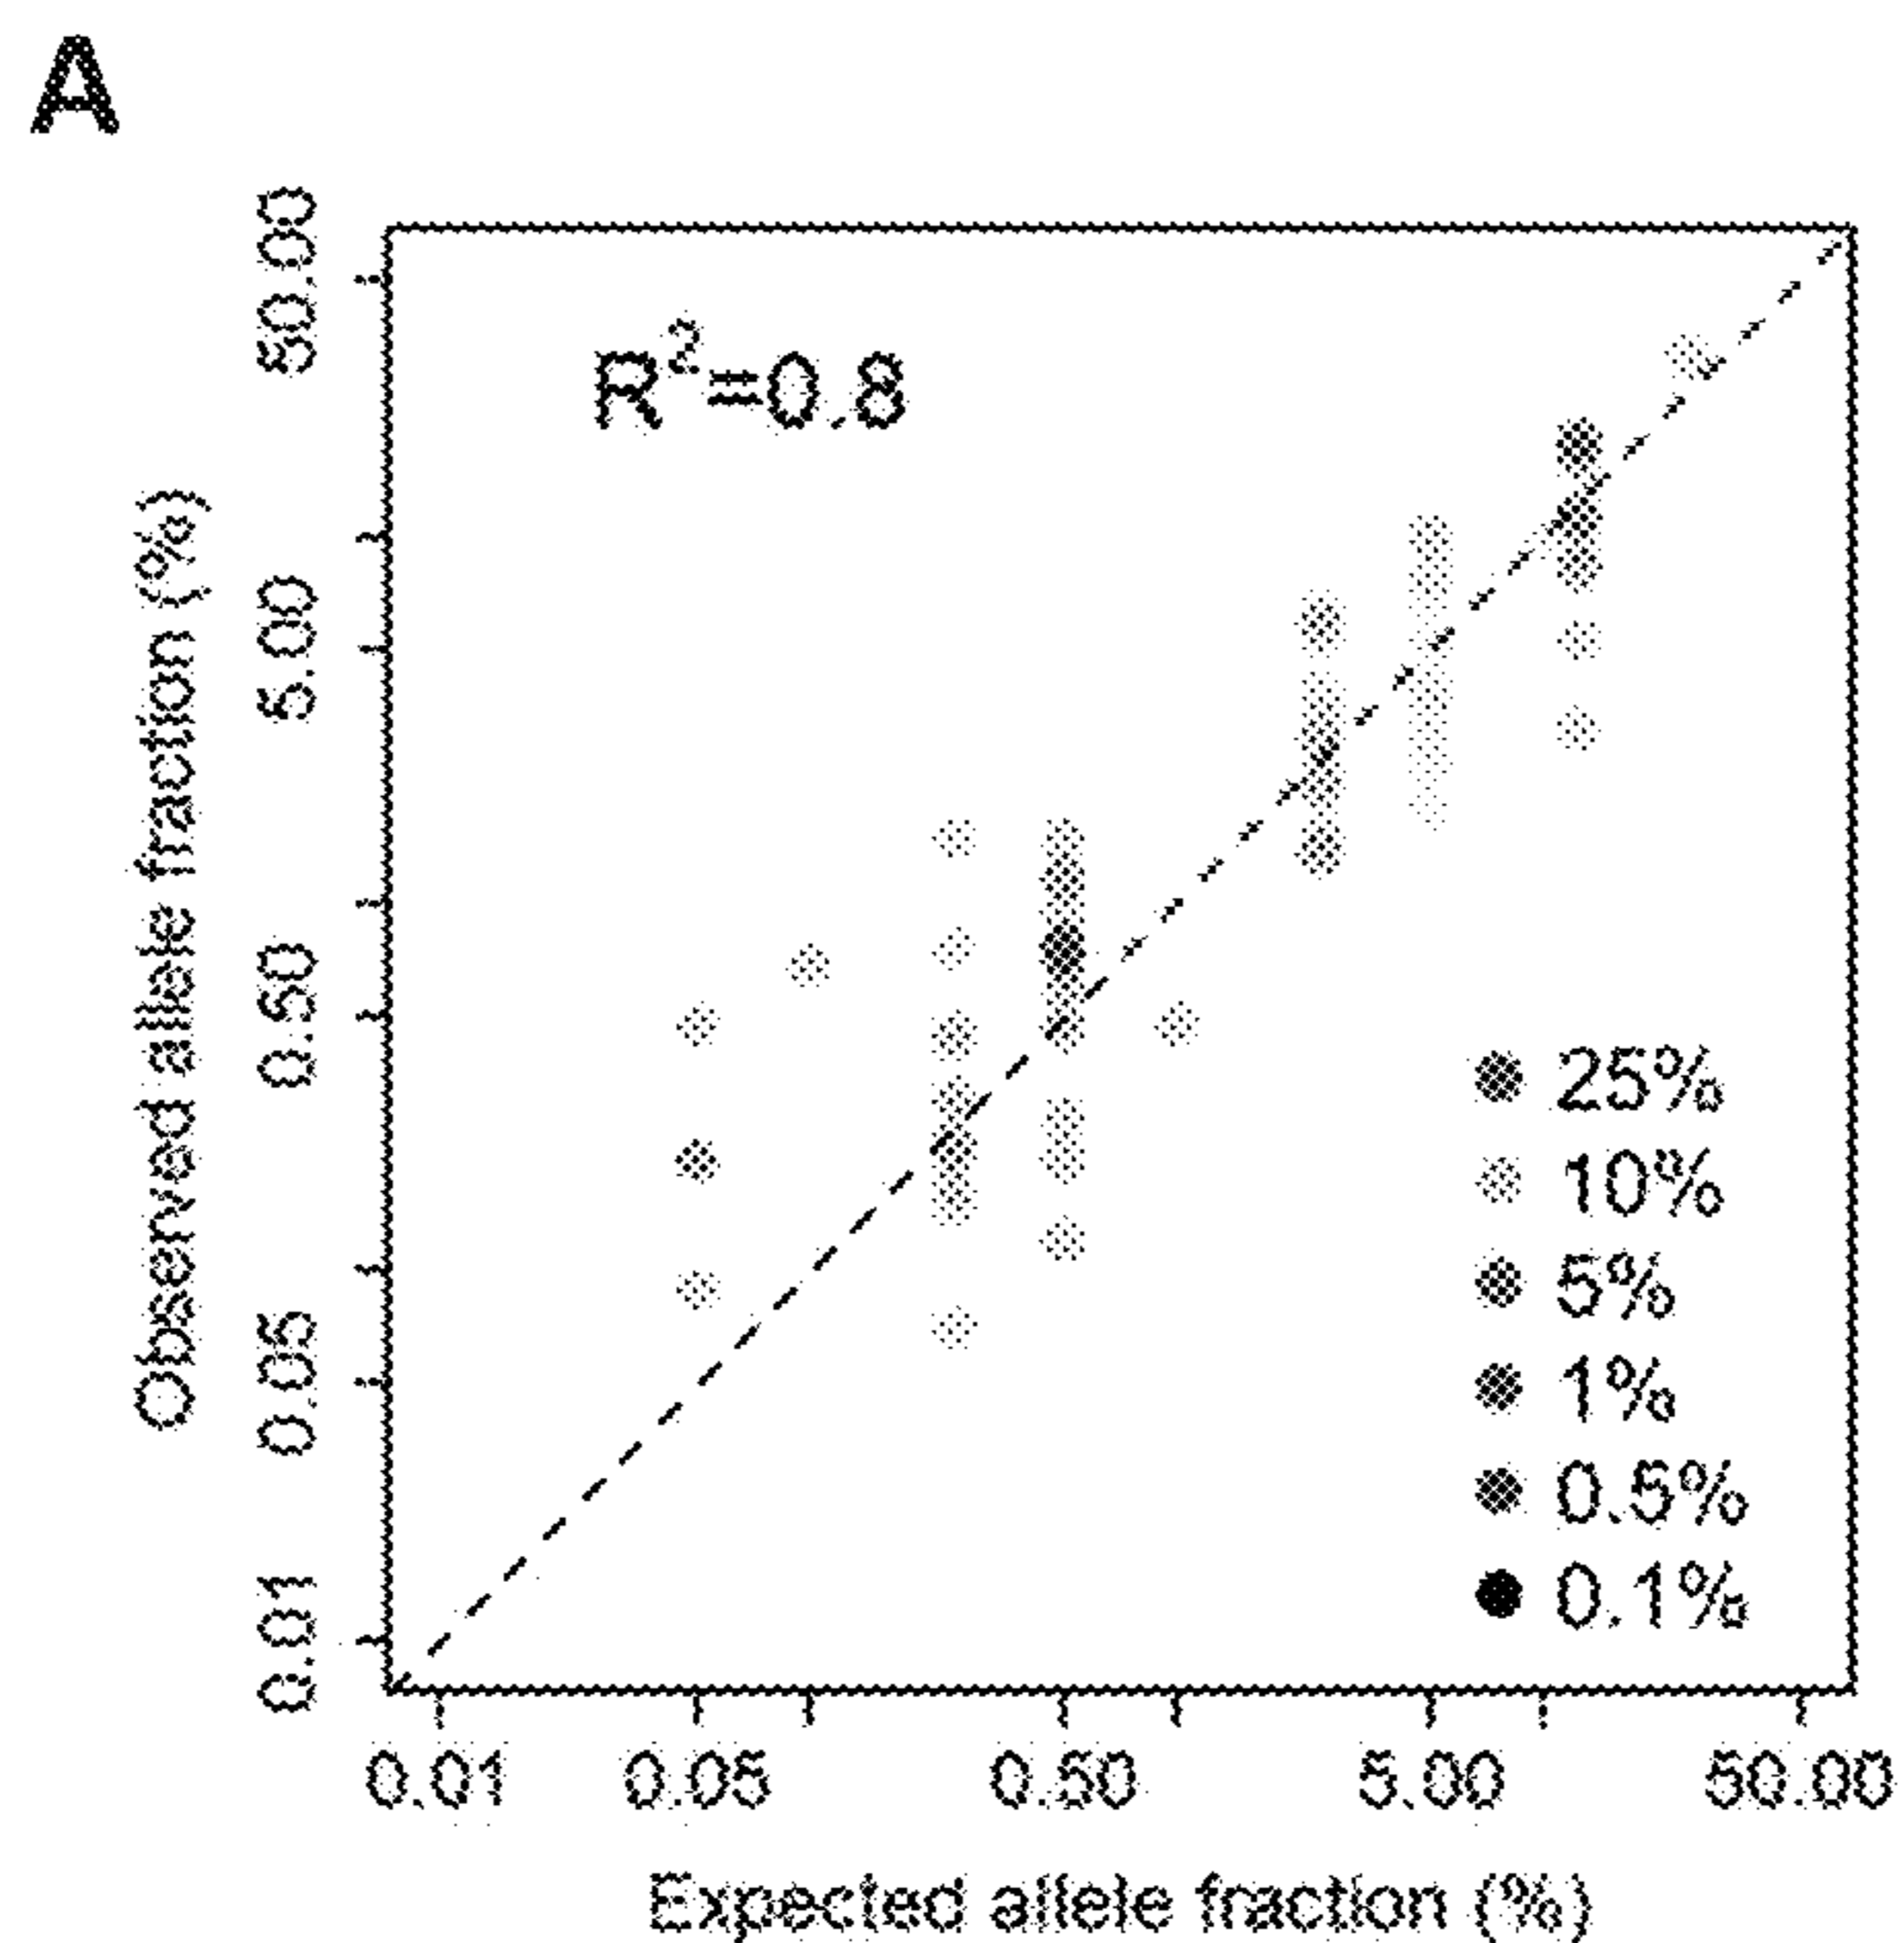 A
R²=0.8
Observed allele fraction (%)
50.00
5.00
0.50
0.05
0.01
25%
10%
5%
1%
0.5%
0.1%
0.01 0.05 0.50 5.00 50.00
Expected allele fraction (%)